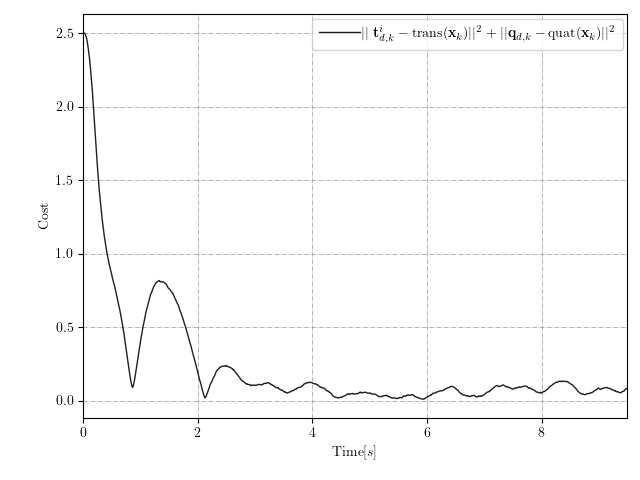 || t^i_{d,k} − trans(x_k)||² + ||q_{d,k} − quat(x_k)||²
2.5
2.0
1.5
1.0
0.5
0.0
Cost
0 2 4 6 8
Time[s]